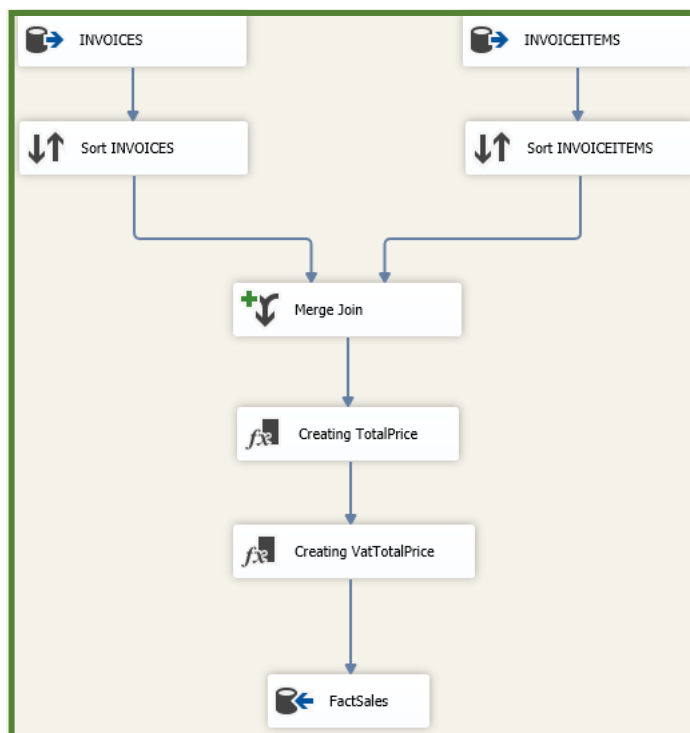 INVOICES
INVOICEITEMS
Sort INVOICES
Sort INVOICEITEMS
Merge Join
Creating TotalPrice
Creating VatTotalPrice
FactSales